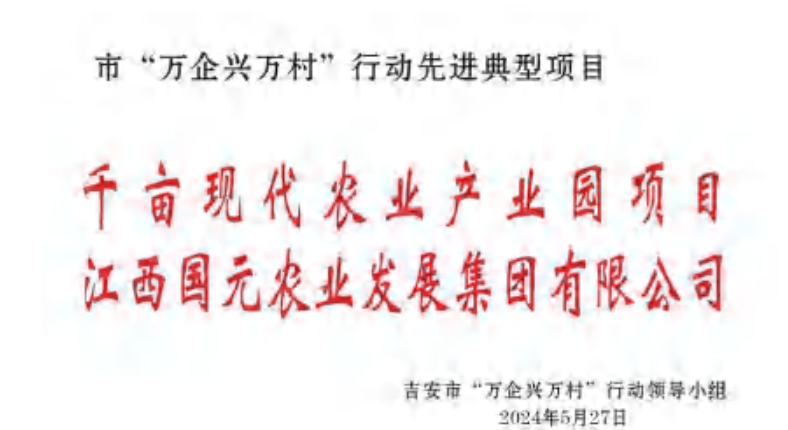 市“万企兴万村”行动先进典型项目
千亩现代农业产业园项目
江西国元农业发展集团有限公司
吉安市“万企兴万村”行动领导小组
2024年5月27日